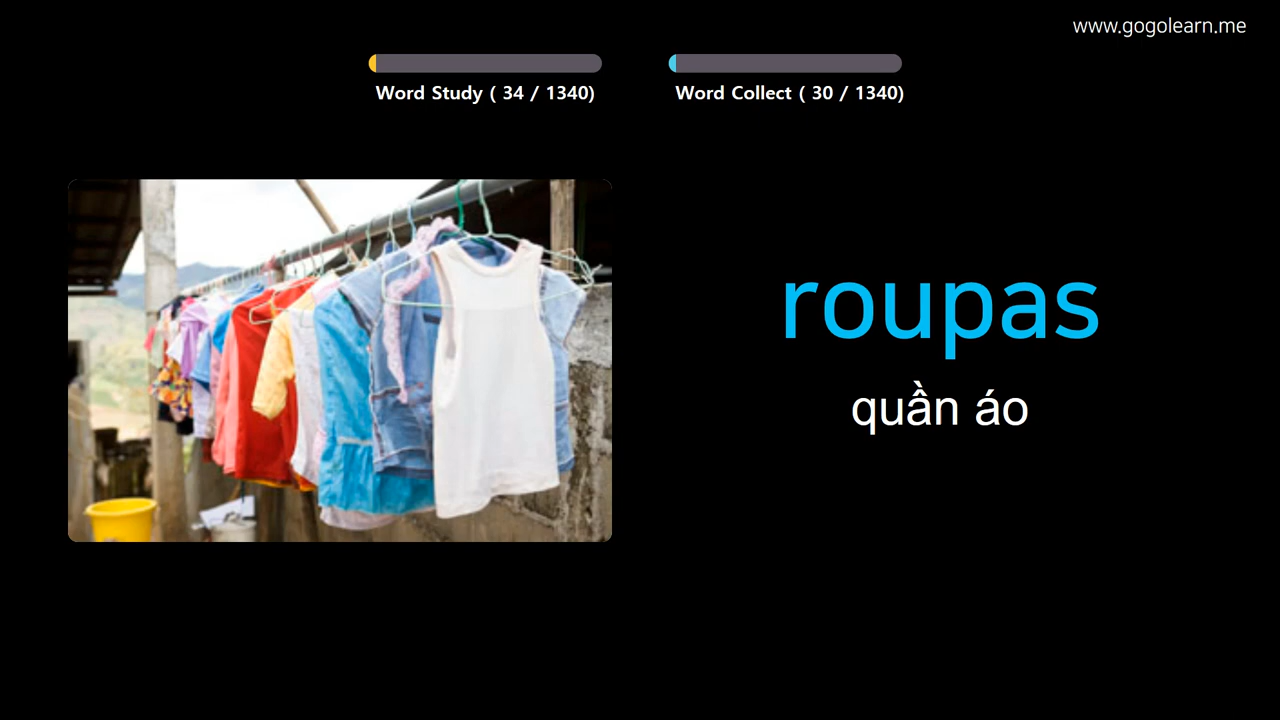 www.gogolearn.me
Word Study ( 34 / 1340)
Word Collect ( 30 / 1340)
roupas
quần áo